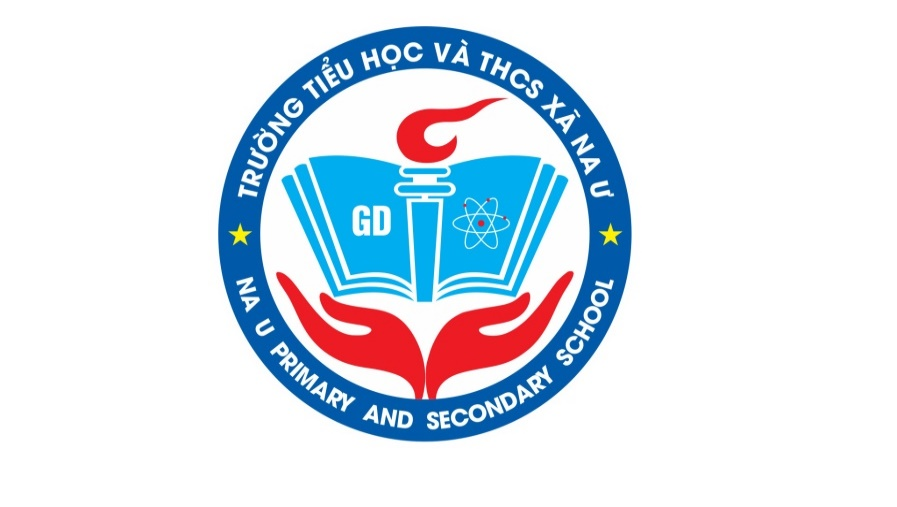 TRƯỜNG TIỂU HỌC VÀ THCS XÃ NA Ư
GD
NA U PRIMARY AND SECONDARY SCHOOL